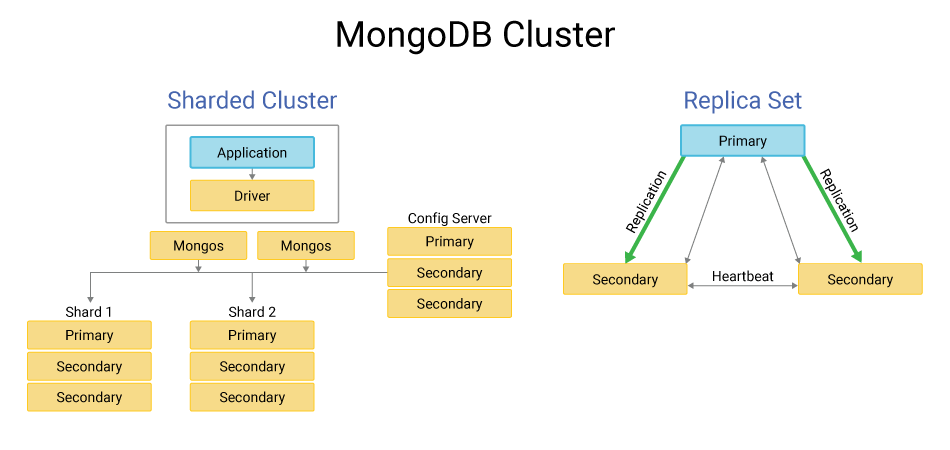 MongoDB Cluster
Sharded Cluster
Application
Driver
Mongos
Mongos
Config Server
Primary
Secondary
Secondary
Shard 1
Primary
Secondary
Secondary
Shard 2
Primary
Secondary
Secondary
Replica Set
Primary
Replication
Replication
Secondary
Heartbeat
Secondary